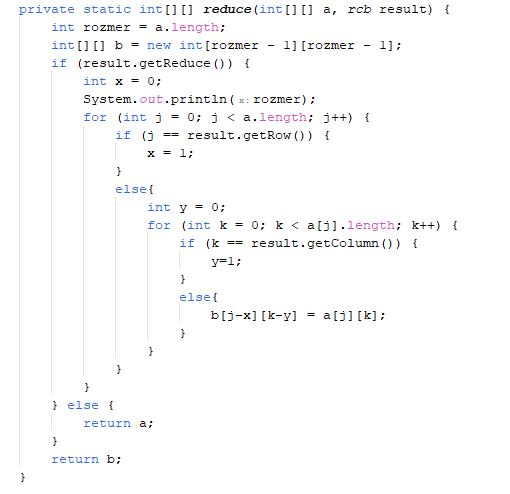 private static int[][] reduce(int[][] a, rcb result) {
    int rozmer = a.length;
    int[][] b = new int[rozmer - 1][rozmer - 1];
    if (result.getReduce()) {
        int x = 0;
        System.out.println( x: rozmer);
        for (int j = 0; j < a.length; j++) {
            if (j == result.getRow()) {
                x = 1;
            }
            else{
                int y = 0;
                for (int k = 0; k < a[j].length; k++) {
                    if (k == result.getColumn()) {
                        y=1;
                    }
                    else{
                        b[j-x][k-y] = a[j][k];
                    }
                }
            }
        }
    } else {
        return a;
    }
    return b;
}